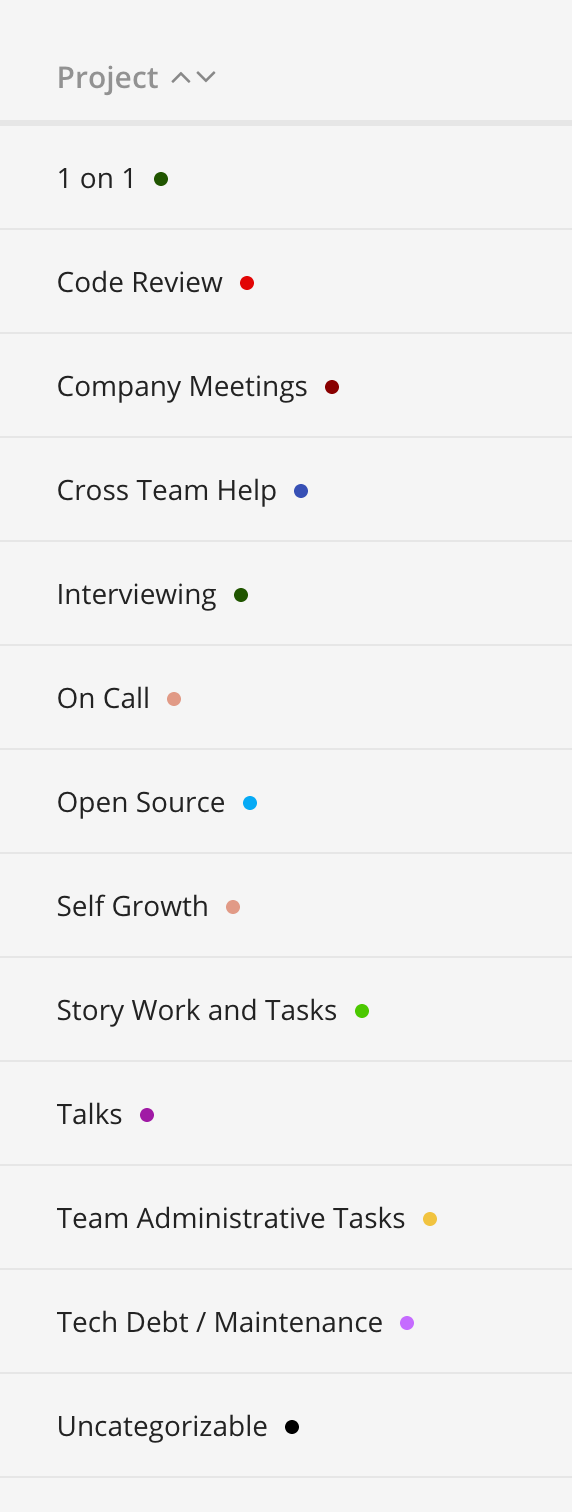 Project
1 on 1
Code Review
Company Meetings
Cross Team Help
Interviewing
On Call
Open Source
Self Growth
Story Work and Tasks
Talks
Team Administrative Tasks
Tech Debt / Maintenance
Uncategorizable